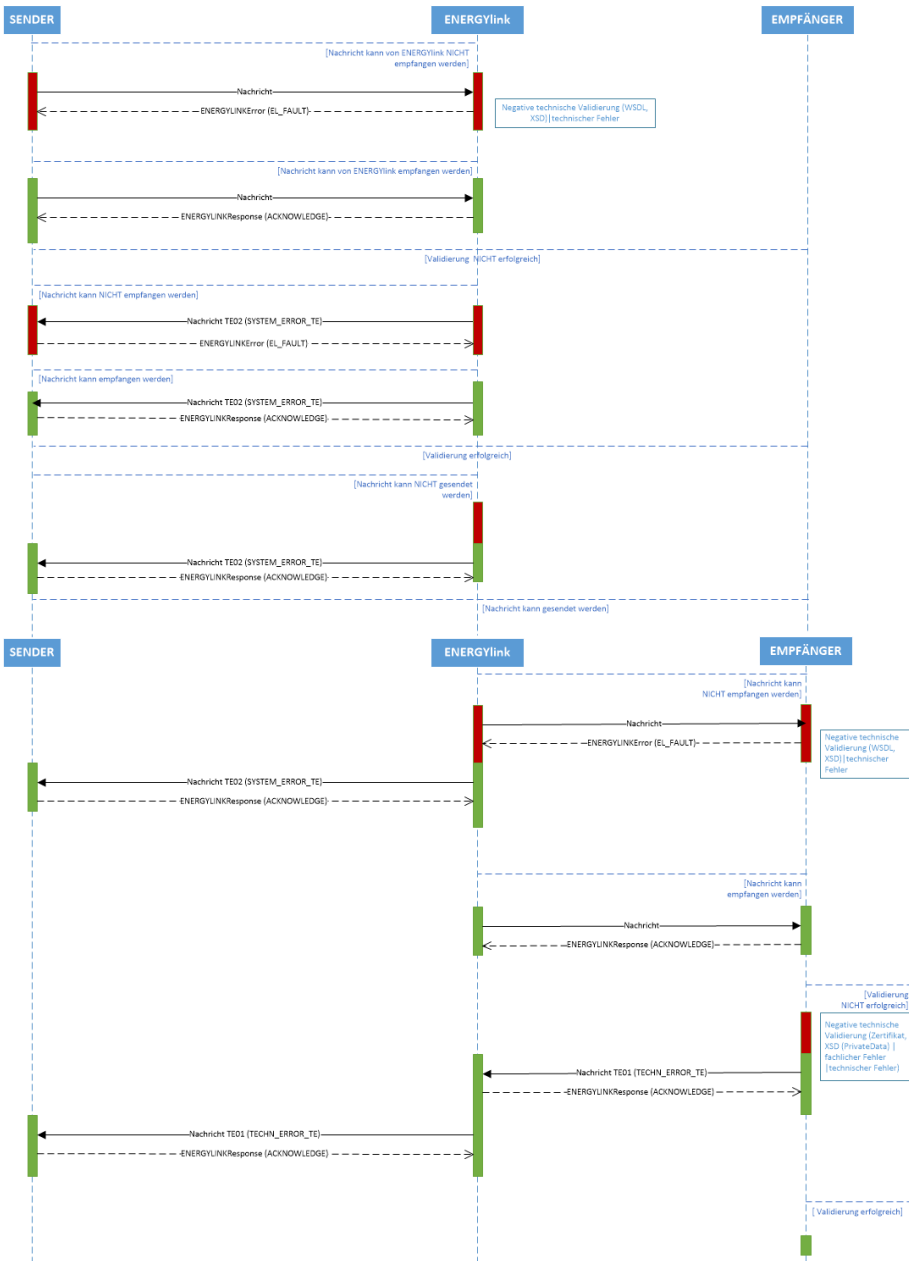 SENDER
ENERGYlink
EMPFÄNGER
[Nachricht kann von ENERGYlink NICHT
empfangen werden]
Nachricht
ENERGYLINKError (EL_FAULT)
Negative technische Validierung (WSDL,
XSD)|technischer Fehler
[Nachricht kann von ENERGYlink empfangen werden]
Nachricht
ENERGYLINKResponse (ACKNOWLEDGE)
[Validierung NICHT erfolgreich]
[Nachricht kann NICHT empfangen werden]
Nachricht TE02 (SYSTEM_ERROR_TE)
ENERGYLINKError (EL_FAULT)
[Nachricht kann empfangen werden]
Nachricht TE02 (SYSTEM_ERROR_TE)
ENERGYLINKResponse (ACKNOWLEDGE)
[Validierung erfolgreich]
[Nachricht kann NICHT gesendet
werden]
Nachricht TE02 (SYSTEM_ERROR_TE)
ENERGYLINKResponse (ACKNOWLEDGE)
[Nachricht kann gesendet werden]
SENDER
ENERGYlink
EMPFÄNGER
[Nachricht kann
NICHT empfangen werden]
Nachricht
ENERGYLINKError (EL_FAULT)
Negative technische
Validierung (WSDL,
XSD)|technischer
Fehler
Nachricht TE02 (SYSTEM_ERROR_TE)
ENERGYLINKResponse (ACKNOWLEDGE)
[Nachricht kann
empfangen werden]
Nachricht
ENERGYLINKResponse (ACKNOWLEDGE)
[Validierung
NICHT erfolgreich]
Negative technische
Validierung (Zertifikat,
XSD (PrivateData) |
fachlicher Fehler
|technischer Fehler)
Nachricht TE01 (TECHN_ERROR_TE)
ENERGYLINKResponse (ACKNOWLEDGE)
Nachricht TE01 (TECHN_ERROR_TE)
ENERGYLINKResponse (ACKNOWLEDGE)
[ Validierung erfolgreich]